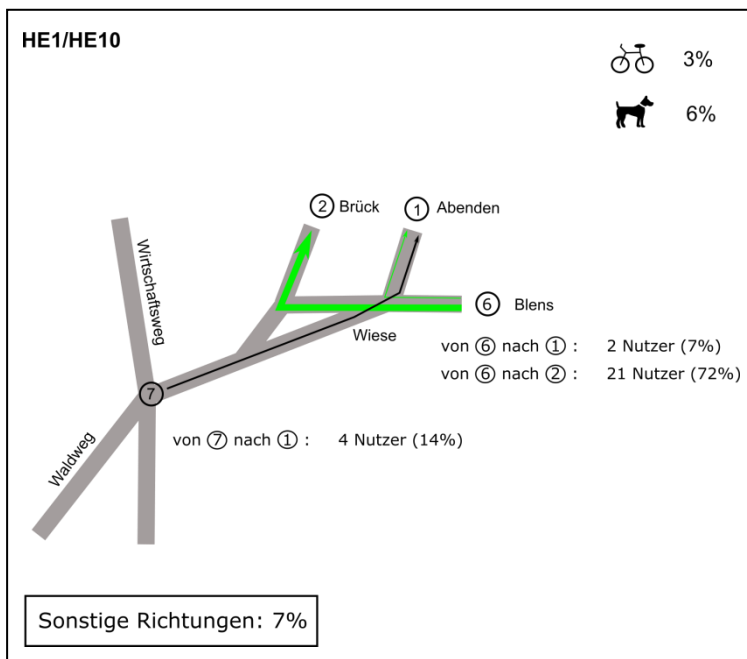 HE1/HE10
3%
6%
2 Brück
1 Abenden
Wirtschaftsweg
6 Blens
Wiese
von 6 nach 1 : 2 Nutzer (7%)
von 6 nach 2 : 21 Nutzer (72%)
7
von 7 nach 1 : 4 Nutzer (14%)
Waldweg
Sonstige Richtungen: 7%